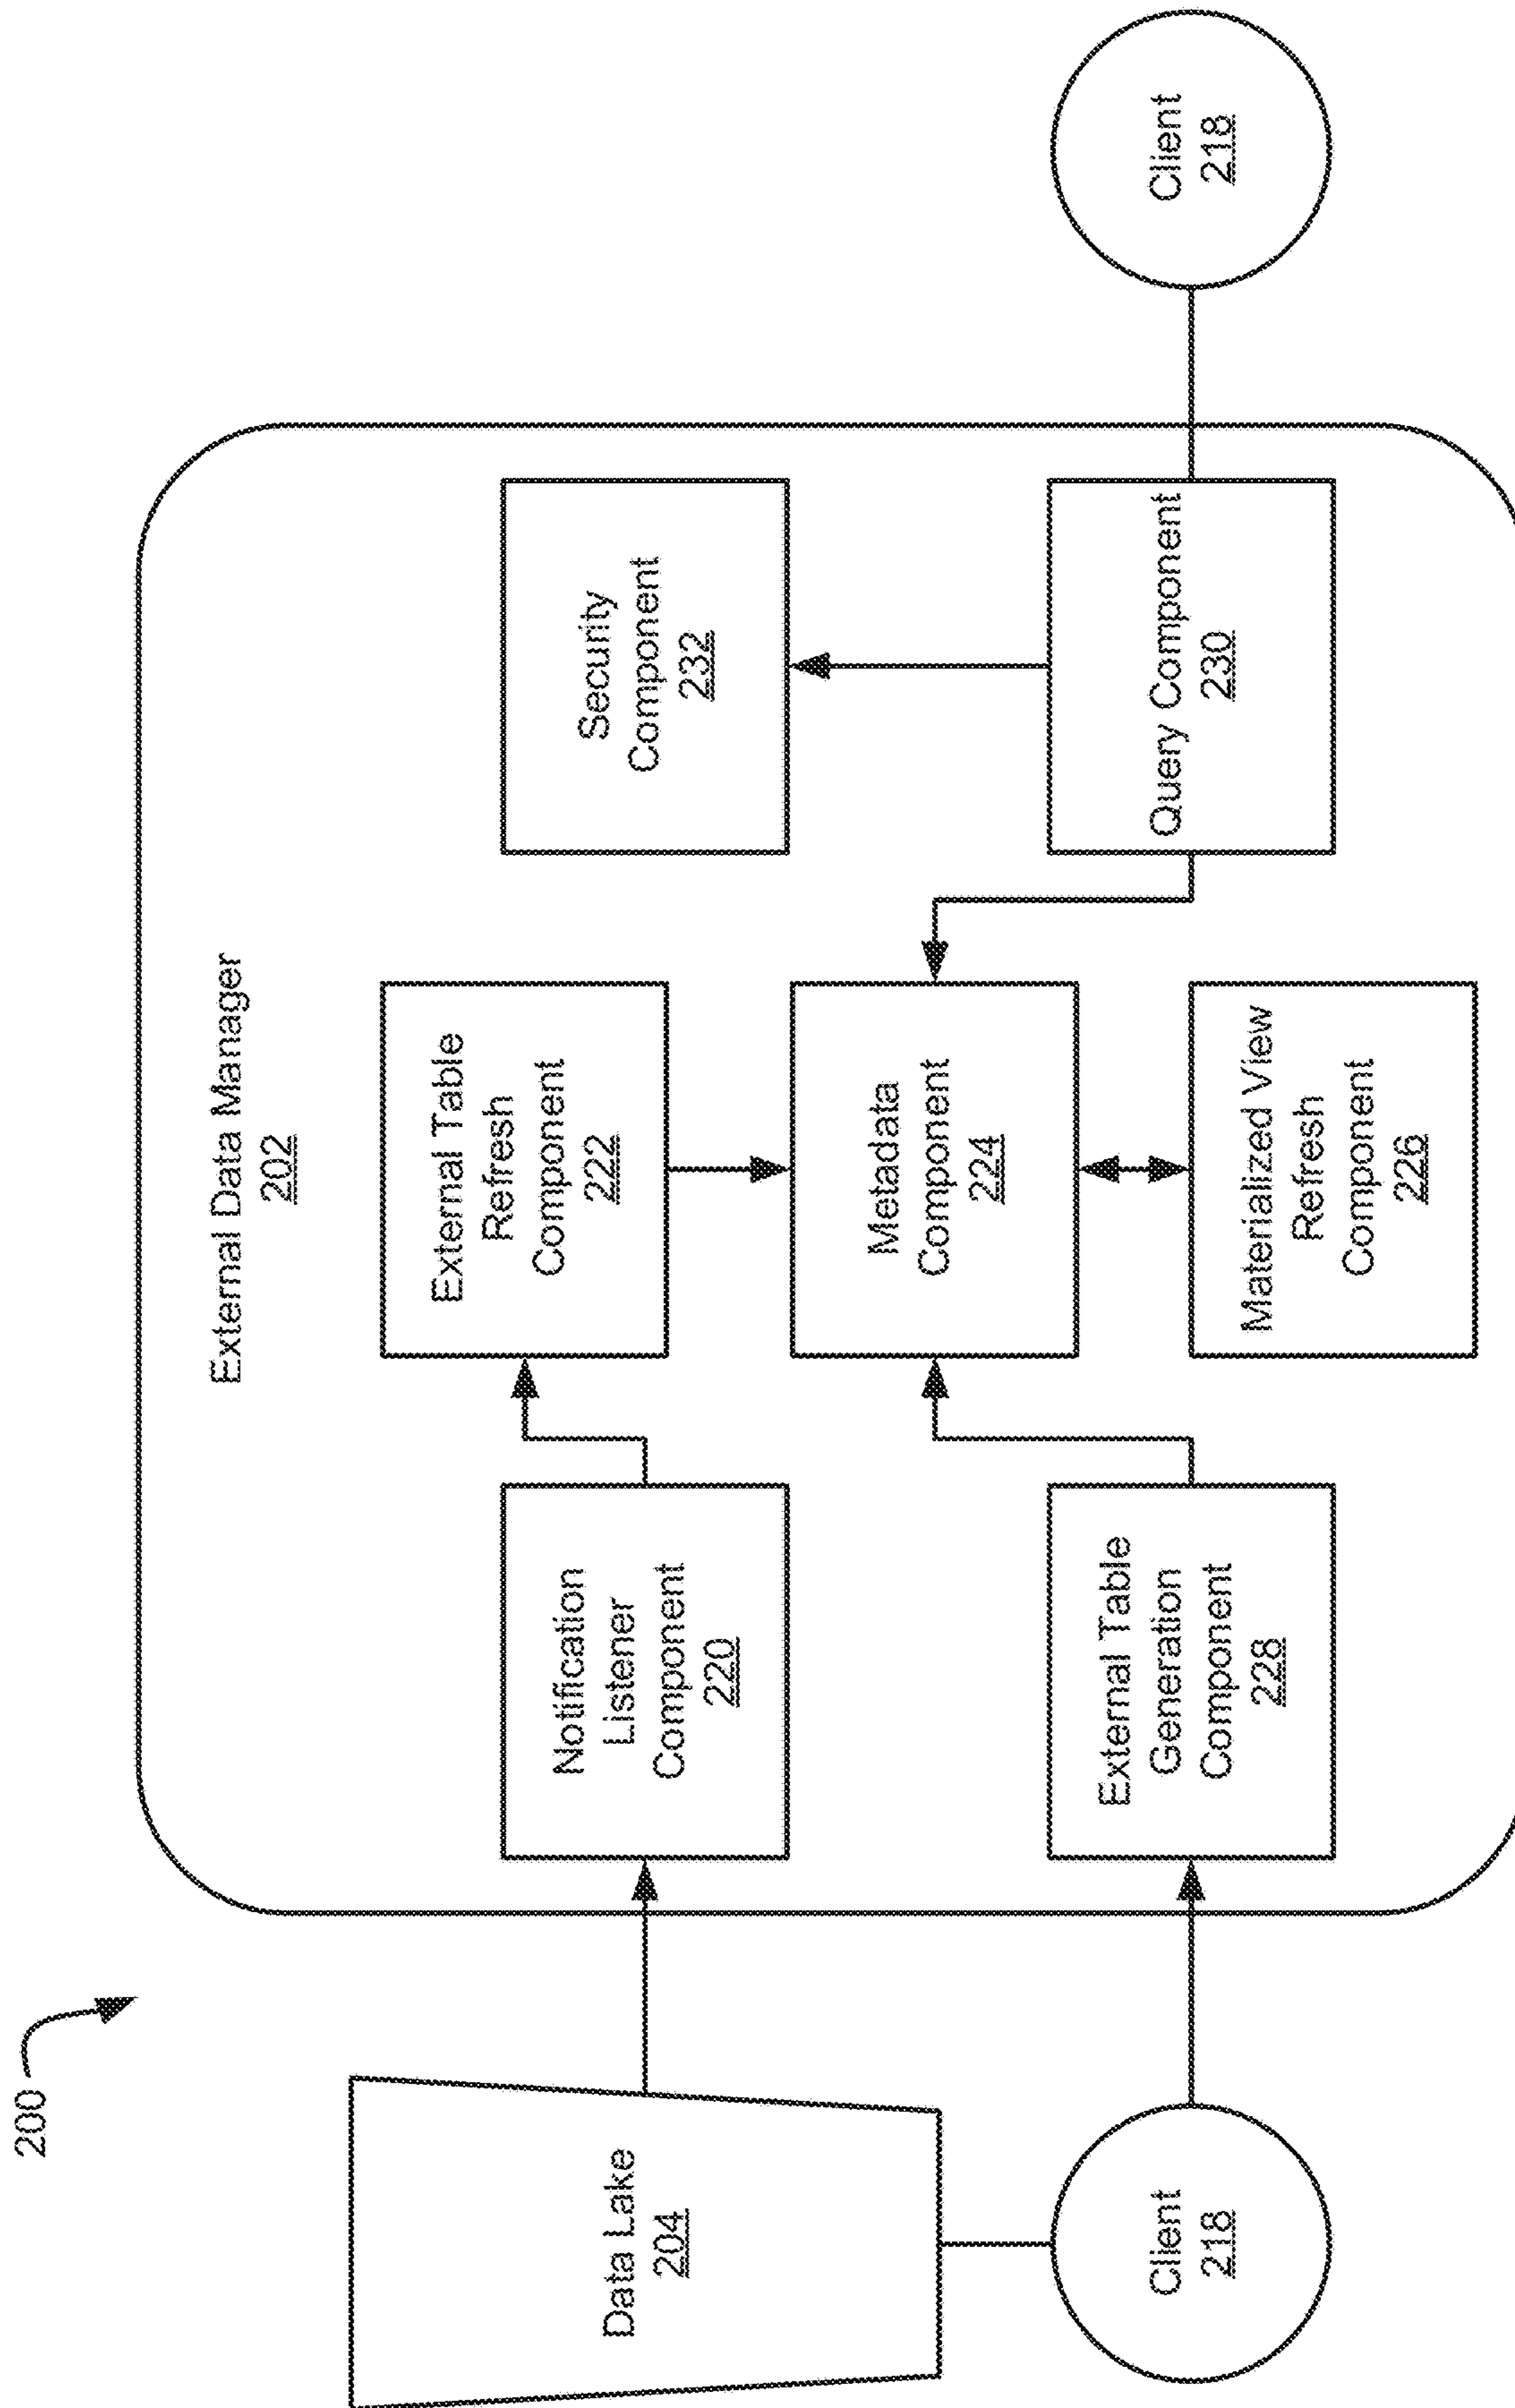 200
External Data Manager
202
Data Lake
204
Client
218
Notification
Listener
Component
220
External Table
Generation
Component
228
External Table
Refresh
Component
222
Metadata
Component
224
Materialized View
Refresh
Component
226
Security
Component
232
Query Component
230
Client
218